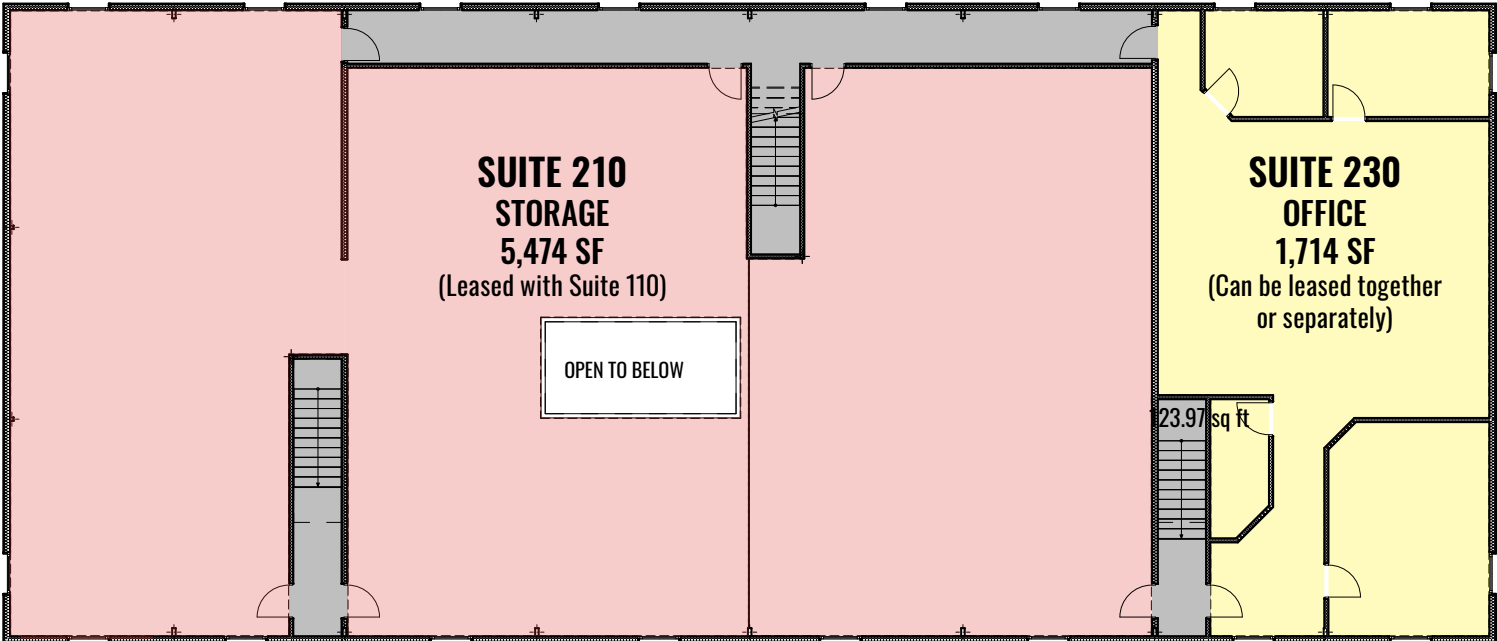 SUITE 210
STORAGE
5,474 SF
(Leased with Suite 110)
OPEN TO BELOW
SUITE 230
OFFICE
1,714 SF
(Can be leased together
or separately)
123.97 sq ft